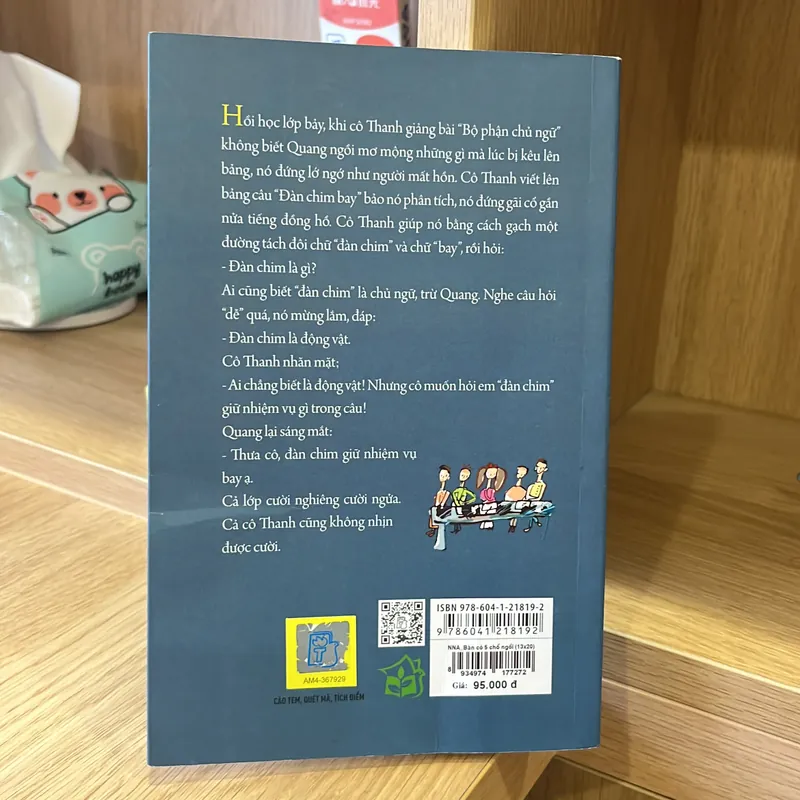 Hồi học lớp bảy, khi cô Thanh giảng bài “Bộ phận chủ ngữ”
không biết Quang ngồi mơ mộng những gì mà lúc bị kêu lên
bảng, nó đứng lớ ngớ như người mất hồn. Cô Thanh viết lên
bảng câu “Đàn chim bay” bảo nó phân tích, nó đứng gãi cổ gần
nửa tiếng đồng hồ. Cô Thanh giúp nó bằng cách gạch một
đường tách đôi chữ “đàn chim” và chữ “bay”, rồi hỏi:
- Đàn chim là gì?
Ai cũng biết “đàn chim” là chủ ngữ, trừ Quang. Nghe câu hỏi
“dễ” quá, nó mừng lắm, đáp:
- Đàn chim là động vật.
Cô Thanh nhăn mặt;
- Ai chẳng biết là động vật! Nhưng cô muốn hỏi em “đàn chim”
giữ nhiệm vụ gì trong câu!
Quang lại sáng mắt:
- Thưa cô, đàn chim giữ nhiệm vụ
bay ạ.
Cả lớp cười nghiêng cười ngửa.
Cả cô Thanh cũng không nhịn
được cười.
ISBN 978-604-1-21819-2
9 786041 218192
NNA. Bàn có 5 chỗ ngồi (13x20)
8 934974 177272
Giá: 95.000 đ
T
AM4-367929
CÀO TEM, QUÉT MÃ, TÍCH ĐIỂM
happy